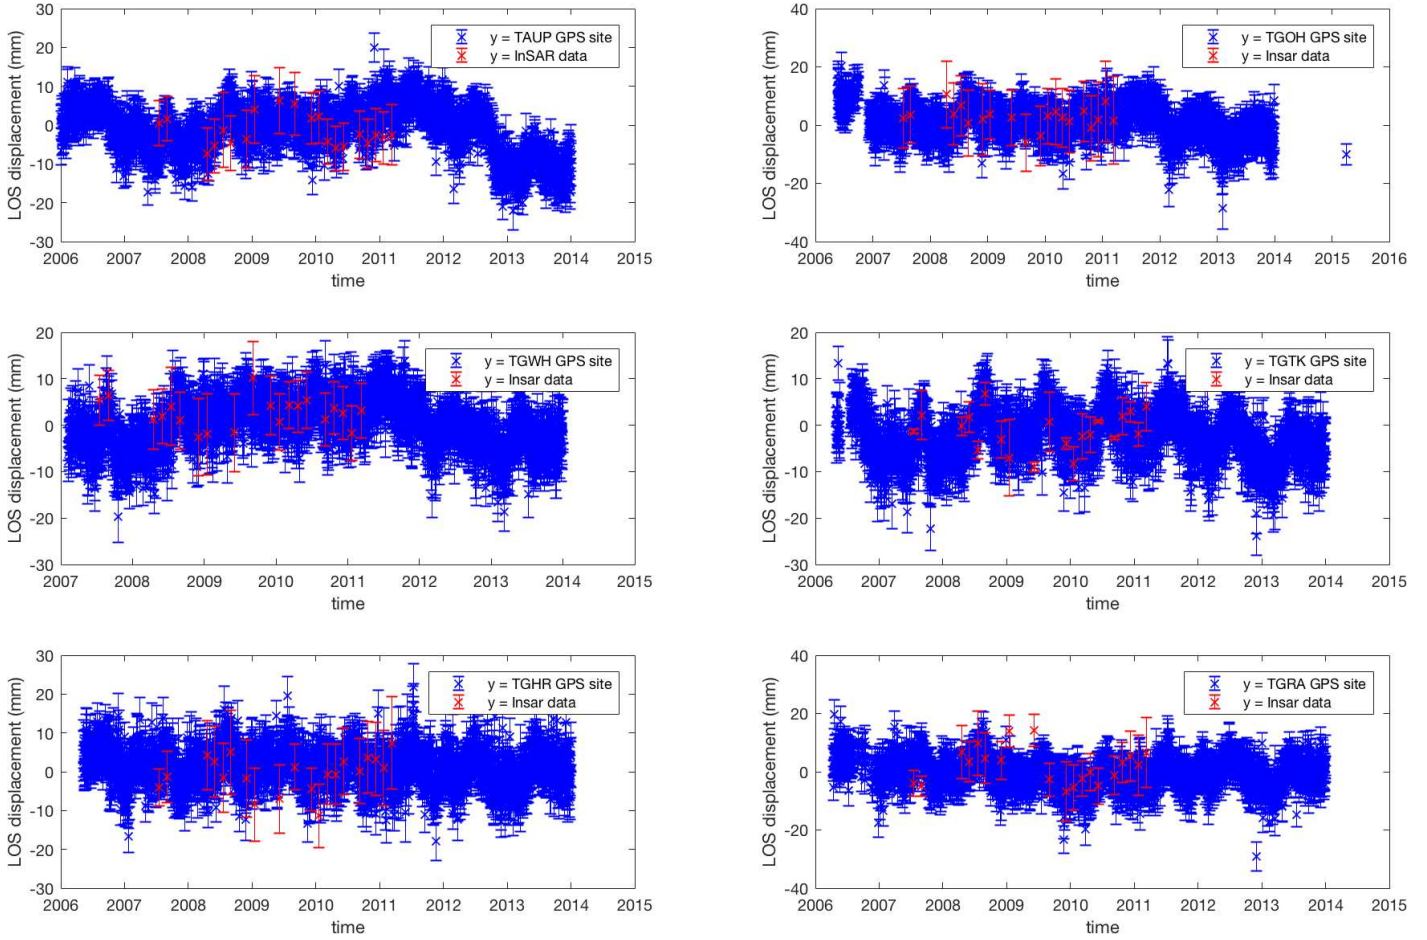 30
20
10
0
-10
-20
-30
LOS displacement (mm)
2006 2007 2008 2009 2010 2011 2012 2013 2014 2015
time
y = TAUP GPS site
y = InSAR data
40
20
0
-20
-40
LOS displacement (mm)
2006 2007 2008 2009 2010 2011 2012 2013 2014 2015 2016
time
y = TGOH GPS site
y = Insar data
20
10
0
-10
-20
-30
LOS displacement (mm)
2007 2008 2009 2010 2011 2012 2013 2014 2015
time
y = TGWH GPS site
y = Insar data
20
10
0
-10
-20
-30
LOS displacement (mm)
2006 2007 2008 2009 2010 2011 2012 2013 2014 2015
time
y = TGTK GPS site
y = Insar data
30
20
10
0
-10
-20
-30
LOS displacement (mm)
2006 2007 2008 2009 2010 2011 2012 2013 2014 2015
time
y = TGHR GPS site
y = Insar data
40
20
0
-20
-40
LOS displacement (mm)
2006 2007 2008 2009 2010 2011 2012 2013 2014 2015
time
y = TGRA GPS site
y = Insar data